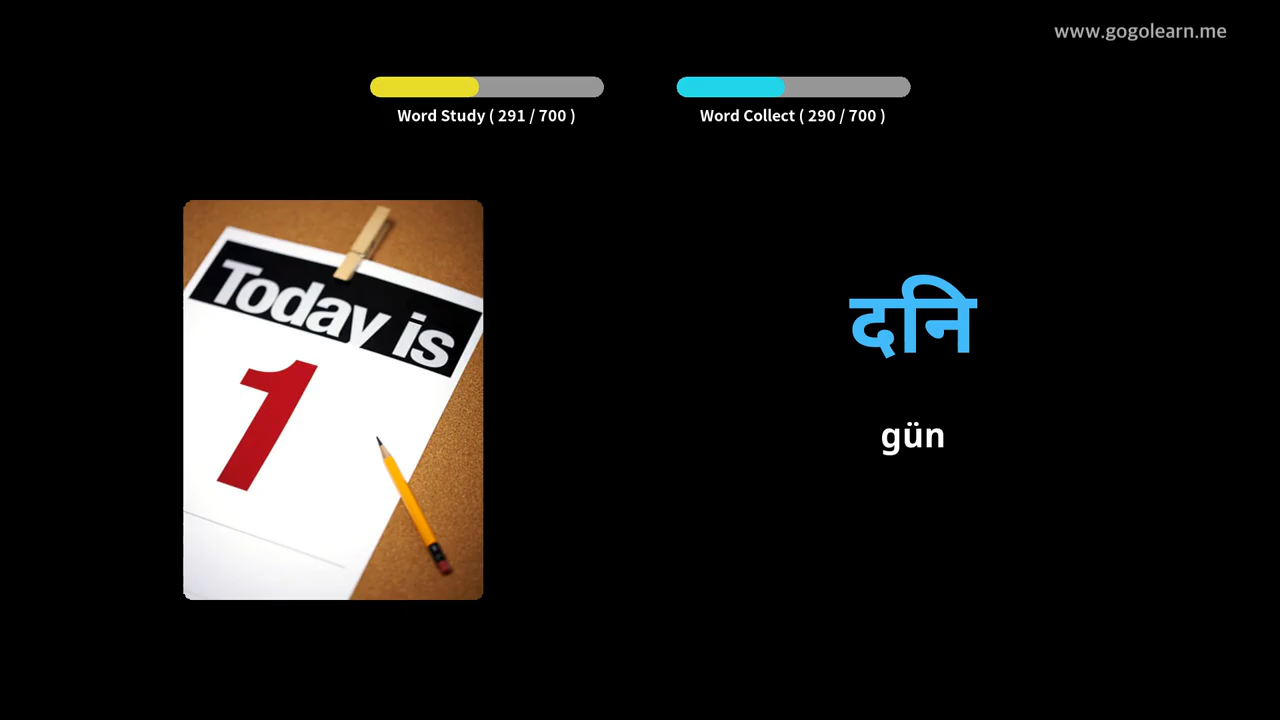 www.gogolearn.me
Word Study ( 291 / 700 )
Word Collect ( 290 / 700 )
Today is
1
दनि
gün